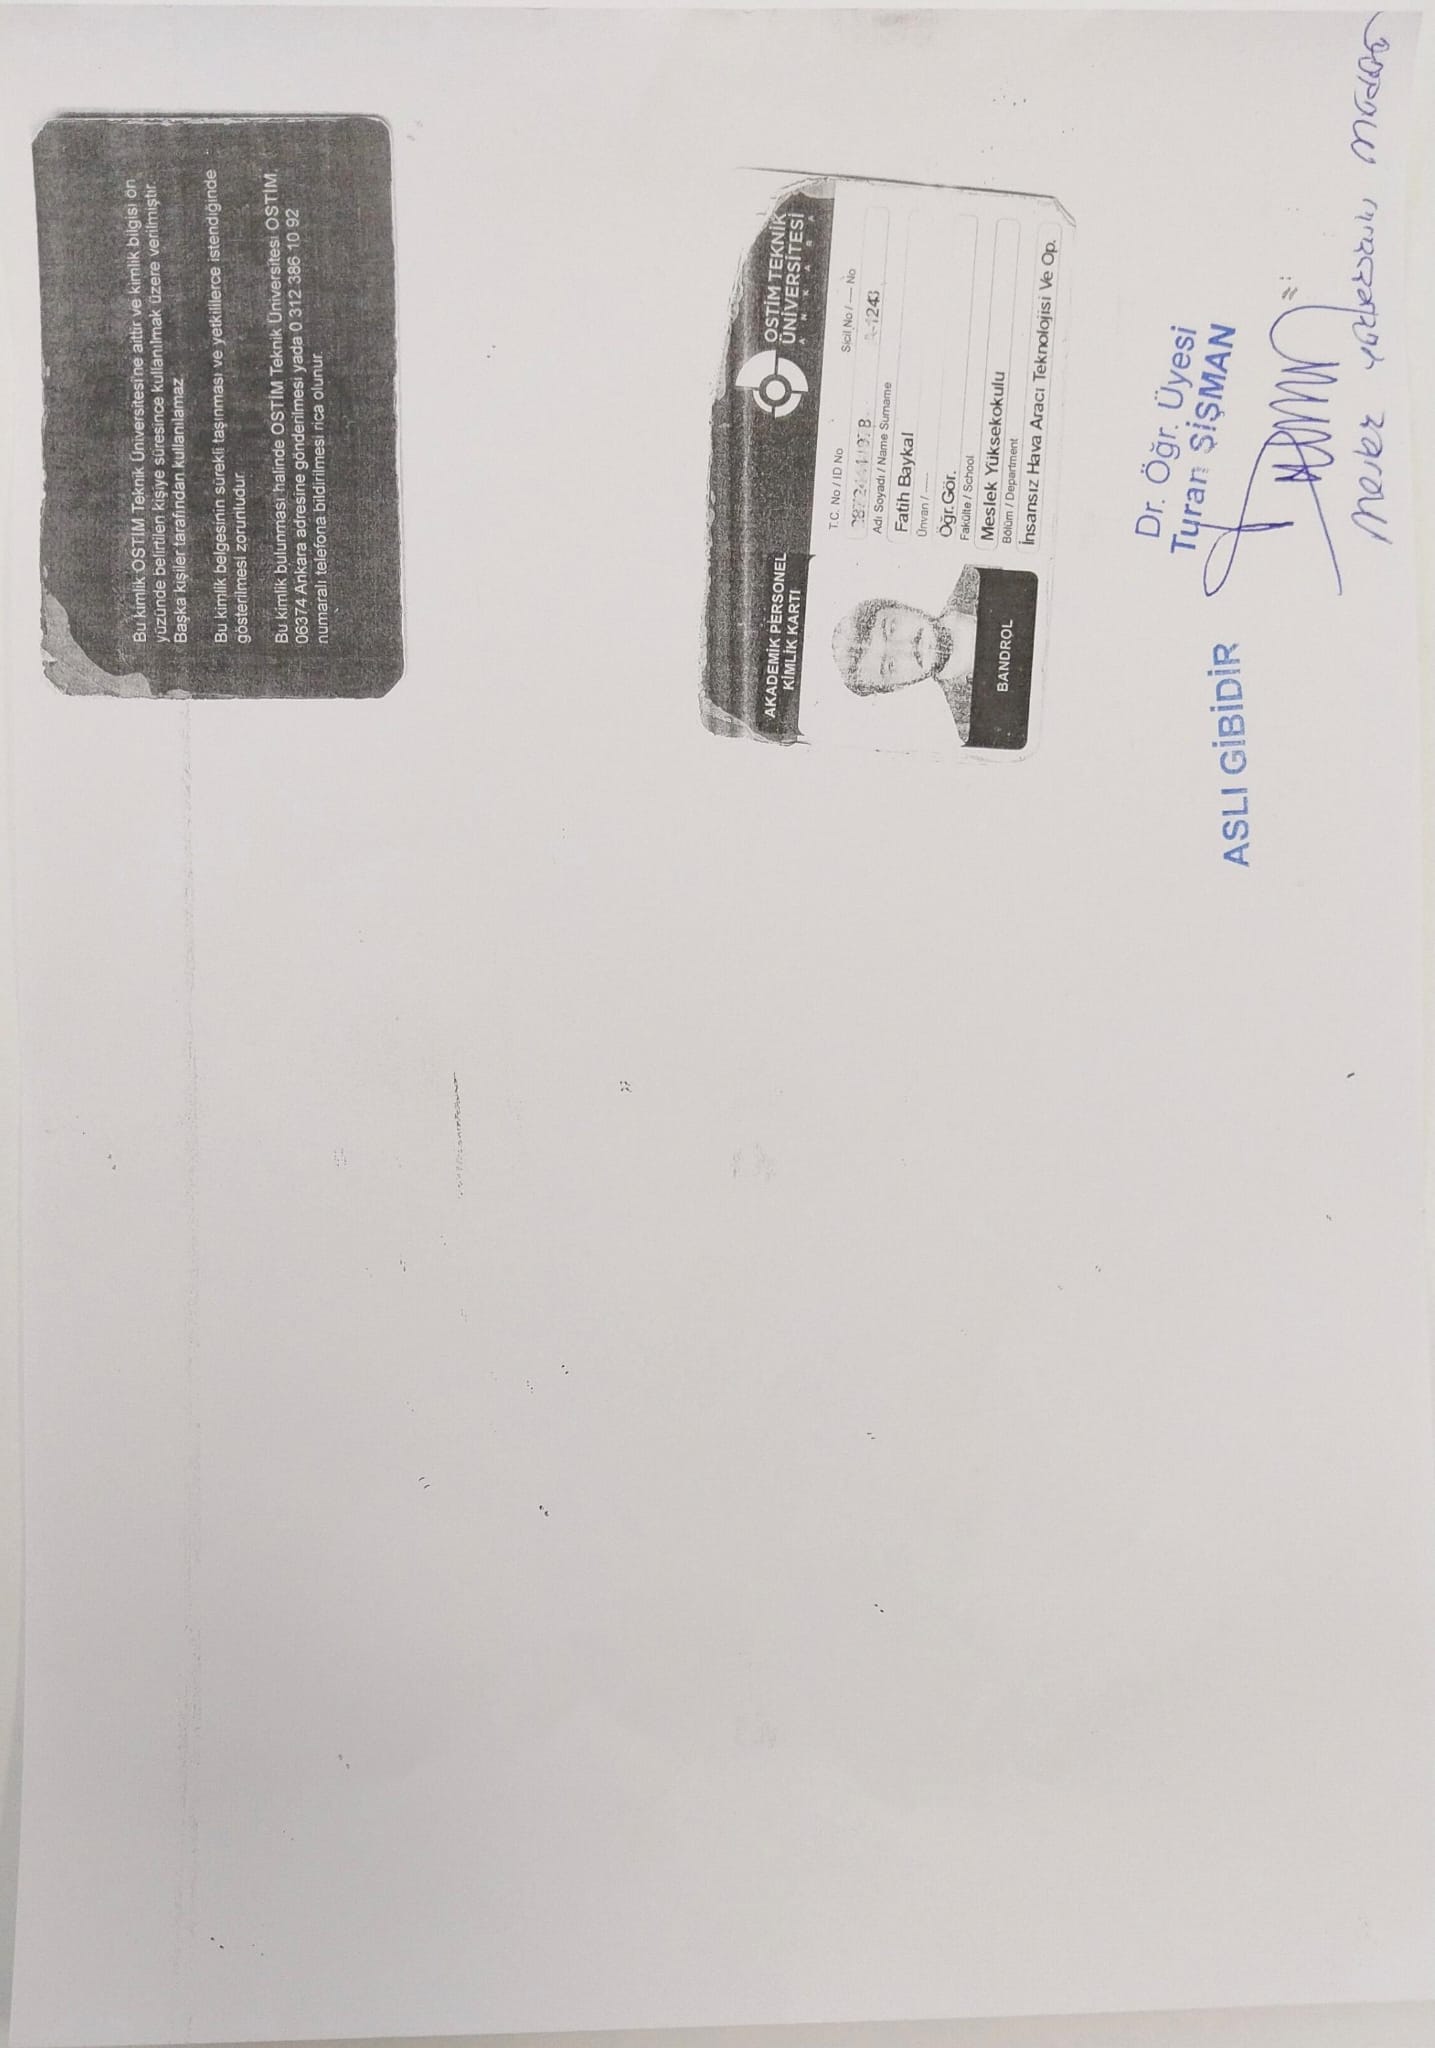 Bu kimlik OSTİM Teknik Üniversitesi'ne aittir ve kimlik bilgisi ön
yüzünde belirtilen kişiye süresince kullanılmak üzere verilmiştir.
Başka kişiler tarafından kullanılamaz
Bu kimlik belgesinin sürekli taşınması ve yetkililerce istendiğinde
gösterilmesi zorunludur.
Bu kimlik bulunması halinde OSTİM Teknik Üniversitesi OSTİM,
06374 Ankara adresine gönderilmesi yada 0 312 386 10 92
numaralı telefona bildirilmesi rica olunur.
AKADEMİK PERSONEL
KİMLİK KARTI
OSTİM TEKNİK
ÜNİVERSİTESİ
ANKARA
T.C. No / ID No
Sicil No / — No
-1243
Adı Soyadı / Name Surname
Fatih Baykal
Ünvan / —
Öğr.Gör.
Fakülte / School
Meslek Yüksekokulu
Bölüm / Department
İnsansız Hava Aracı Teknolojisi Ve Op.
BANDROL
Dr. Öğr. Üyesi
Turan ŞİŞMAN
ASLI GİBİDİR
Meslek Yüksekokulu Müdürü